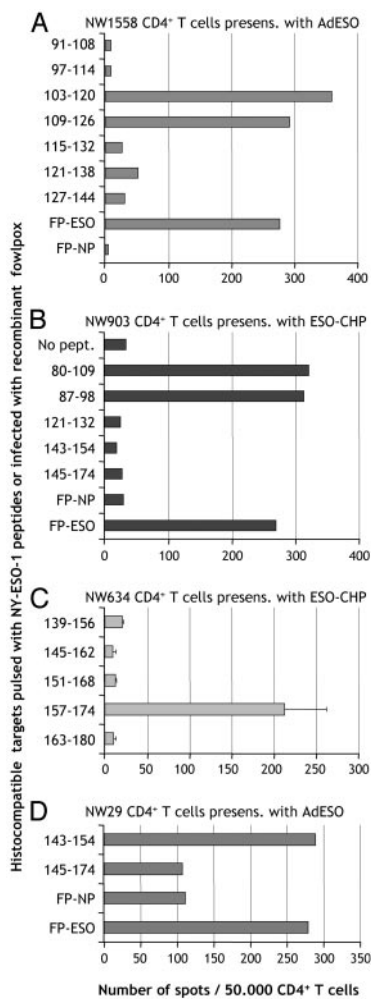 A
NW1558 CD4+ T cells presens. with AdESO
91-108
97-114
103-120
109-126
115-132
121-138
127-144
FP-ESO
FP-NP
0 100 200 300 400
B
NW903 CD4+ T cells presens. with ESO-CHP
No pept.
80-109
87-98
121-132
143-154
145-174
FP-NP
FP-ESO
0 100 200 300 400
C
NW634 CD4+ T cells presens. with ESO-CHP
139-156
145-162
151-168
157-174
163-180
0 50 100 150 200 250 300
D
NW29 CD4+ T cells presens. with AdESO
143-154
145-174
FP-NP
FP-ESO
0 50 100 150 200 250 300 350
Number of spots / 50.000 CD4+ T cells
Histocompatible targets pulsed with NY-ESO-1 peptides or infected with recombinant fowlpox